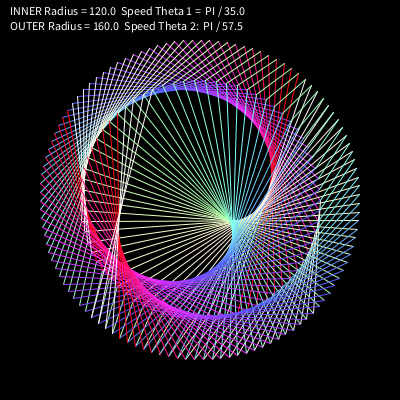 INNER Radius = 120.0 Speed Theta 1 = PI / 35.0
OUTER Radius = 160.0 Speed Theta 2: PI / 57.5